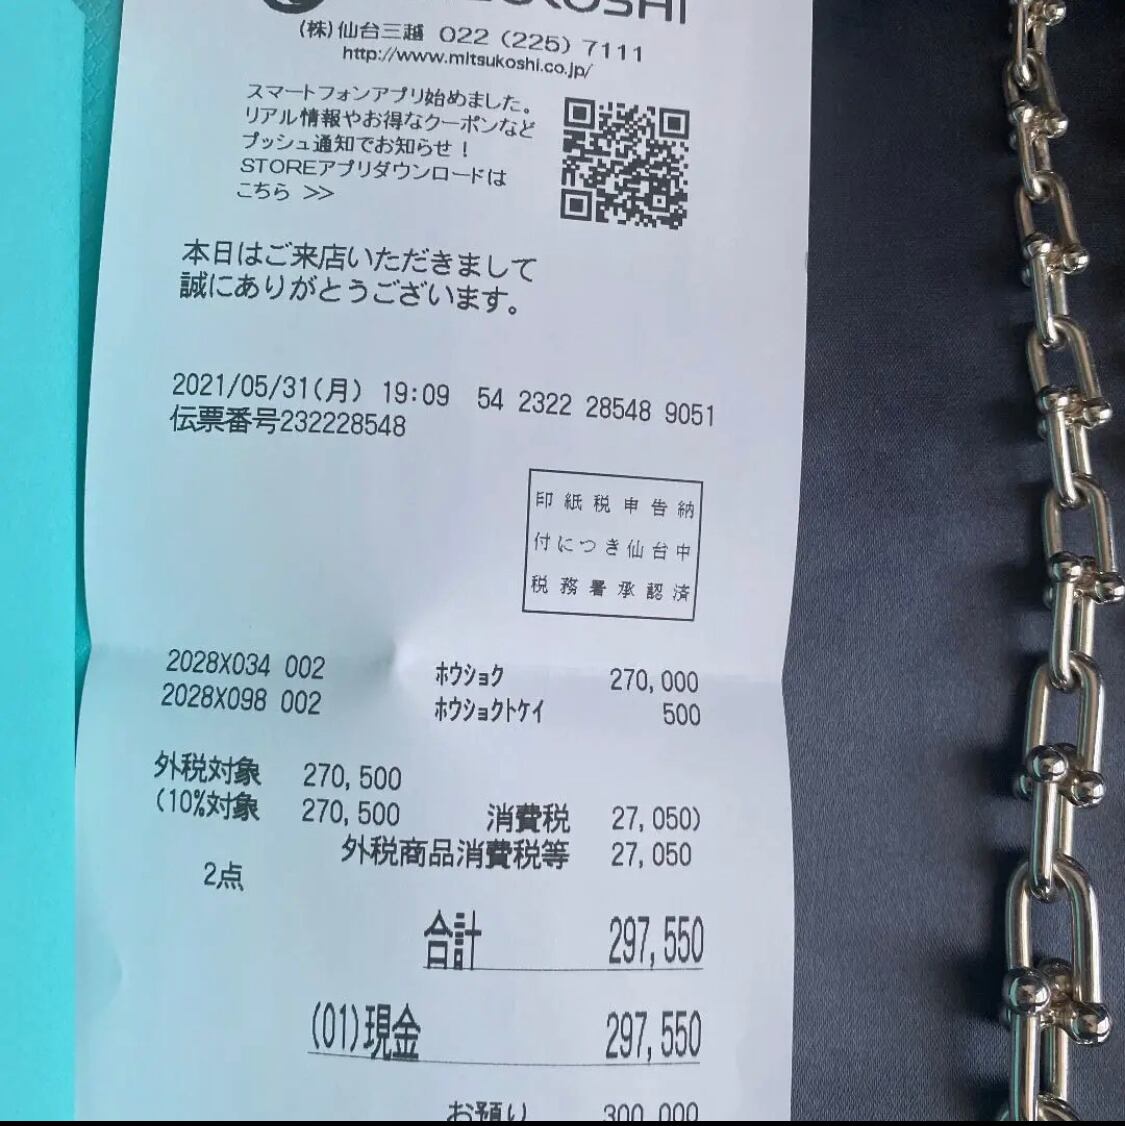 (株)仙台三越 022 (225) 7111
http://www.mitsukoshi.co.jp/
スマートフォンアプリ始めました。
リアル情報やお得なクーポンなど
プッシュ通知でお知らせ！
STOREアプリダウンロードは
こちら >>
本日はご来店いただきまして
誠にありがとうございます。
2021/05/31(月) 19:09 54 2322 28548 9051
伝票番号232228548
印紙税申告納
付につき仙台中
税務署承認済
2028X034 002 ﾎｳｼｮｸ 270,000
2028X098 002 ﾎｳｼｮｸﾄｹｲ 500
外税対象 270,500
(10%対象 270,500 消費税 27,050)
外税商品消費税等 27,050
2点
合計 297,550
(01)現金 297,550
お預り 300,000